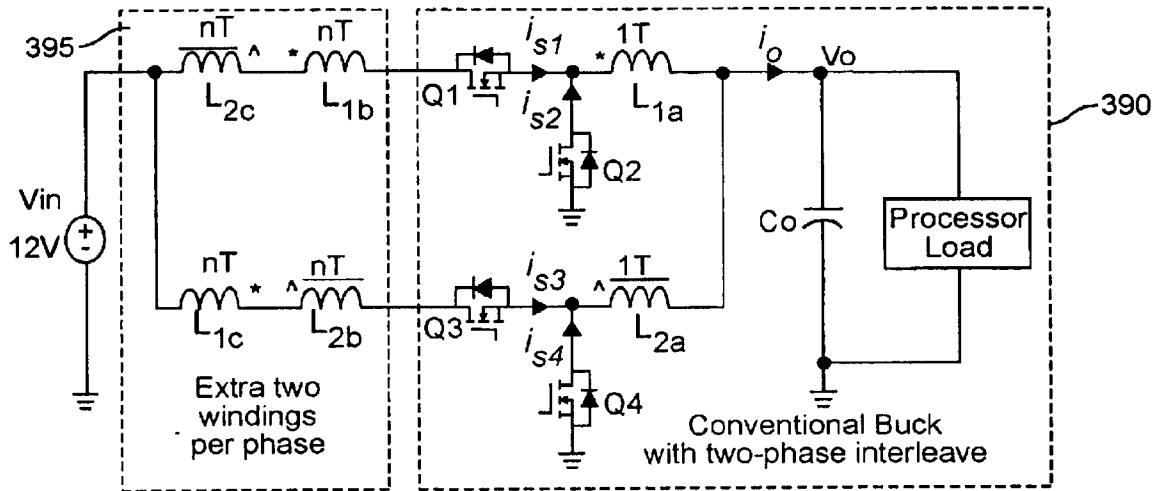 395
nT ^ * nT
L2c L1b
Q1
is1
is2
* 1T
L1a
io
Vo
390
Q2
Vin
12V
+
-
Co
Processor
Load
nT * ^ nT
L1c L2b
Q3
is3
is4
^ 1T
L2a
Q4
Extra two
windings
per phase
Conventional Buck
with two-phase interleave